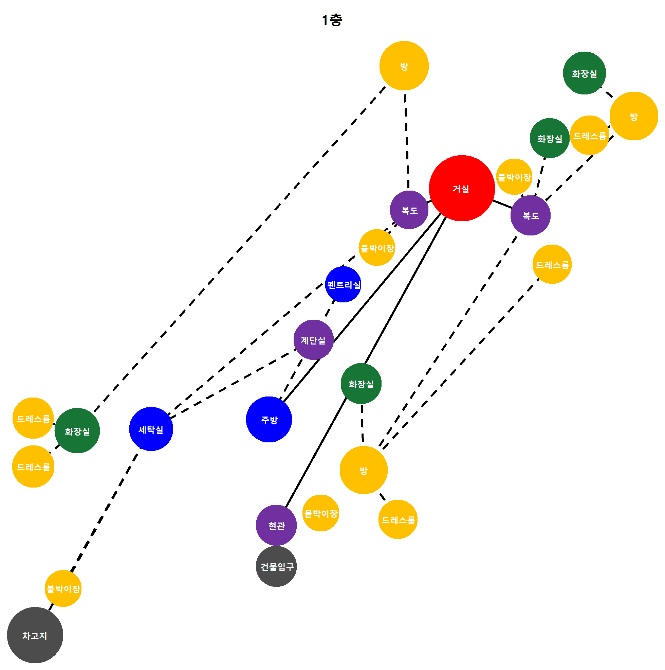 1층
방
화장실
방
화장실
드레스룸
붙박이장
거실
복도
복도
붙박이장
드레스룸
펜트리실
계단실
화장실
드레스룸
화장실
세탁실
주방
드레스룸
방
붙박이장
드레스룸
현관
건물입구
붙박이장
차고지